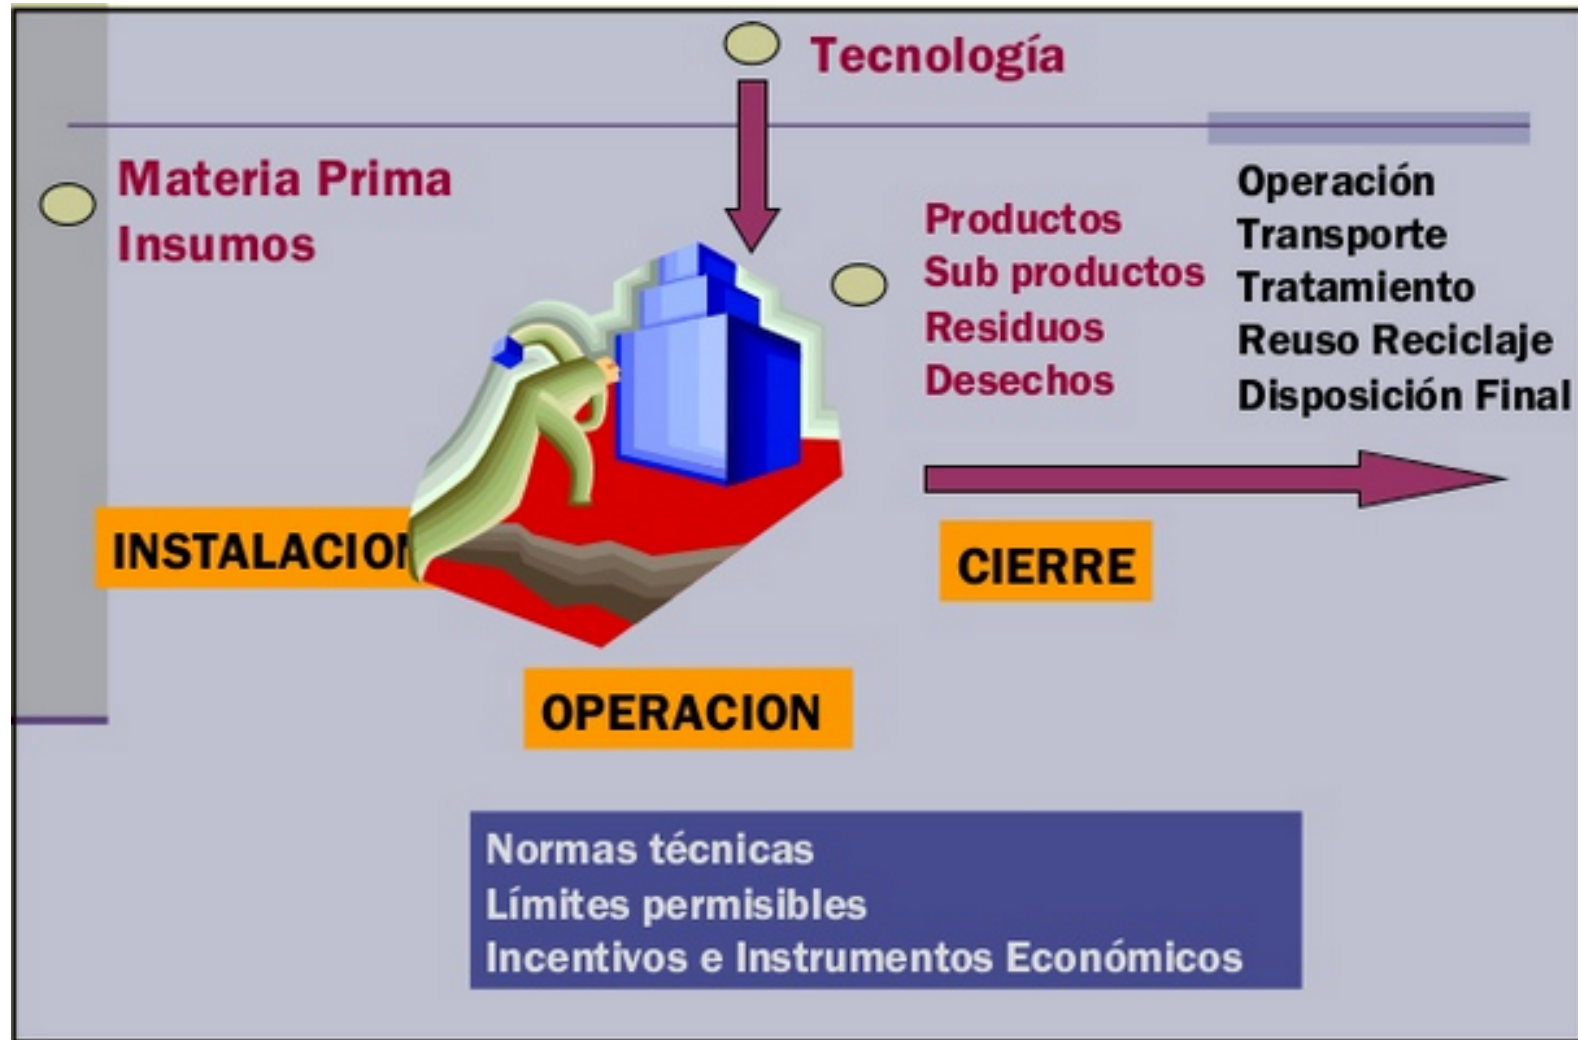 Tecnología
Materia Prima
Insumos
Productos
Sub productos
Residuos
Desechos
Operación
Transporte
Tratamiento
Reuso Reciclaje
Disposición Final
INSTALACION
CIERRE
OPERACION
Normas técnicas
Límites permisibles
Incentivos e Instrumentos Económicos